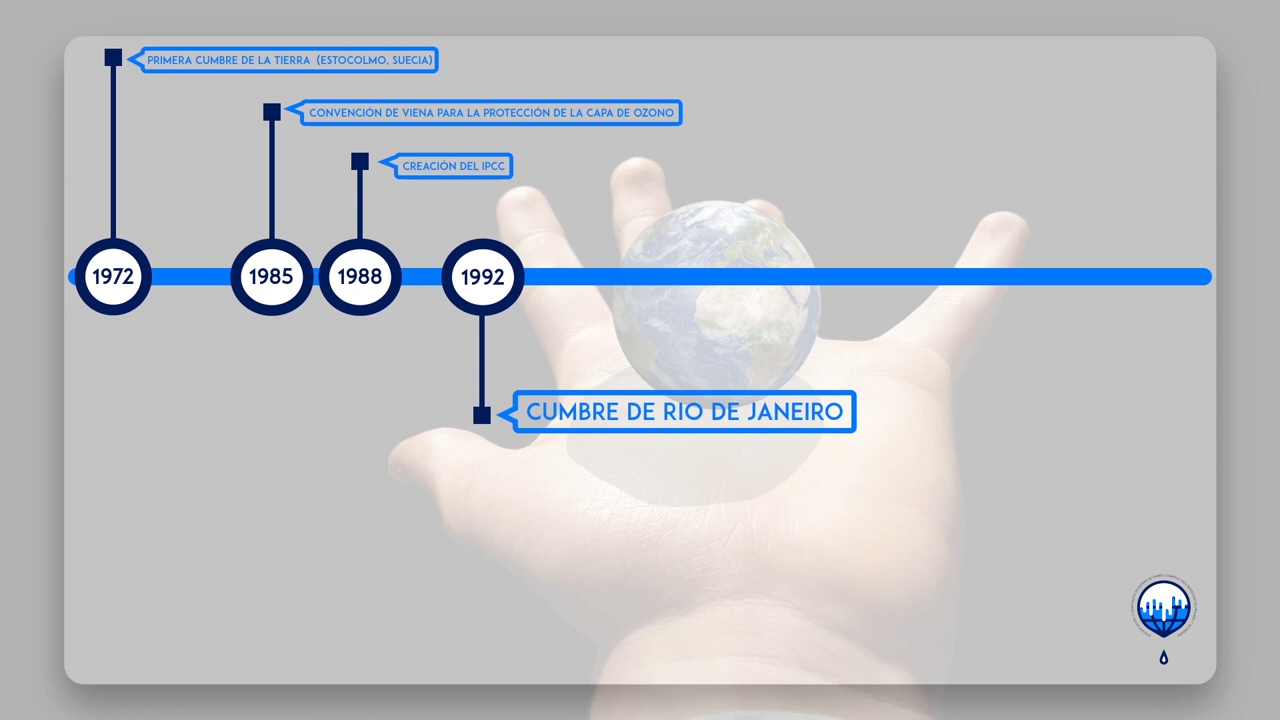 PRIMERA CUMBRE DE LA TIERRA (ESTOCOLMO, SUECIA)
CONVENCIÓN DE VIENA PARA LA PROTECCIÓN DE LA CAPA DE OZONO
CREACIÓN DEL IPCC
1972
1985
1988
1992
CUMBRE DE RIO DE JANEIRO